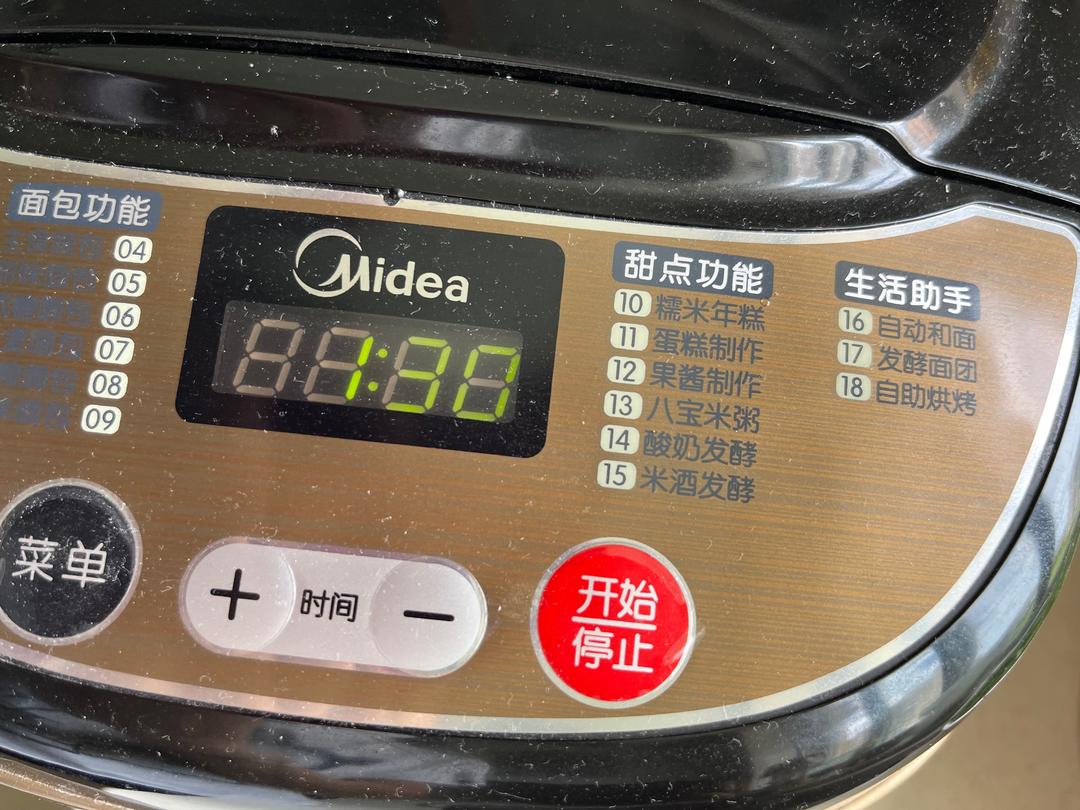 面包功能
04
05
06
07
08
09
Midea
1:30
甜点功能
10 糯米年糕
11 蛋糕制作
12 果酱制作
13 八宝米粥
14 酸奶发酵
15 米酒发酵
生活助手
16 自动和面
17 发酵面团
18 自助烘烤
菜单
+ 时间 −
开始
停止